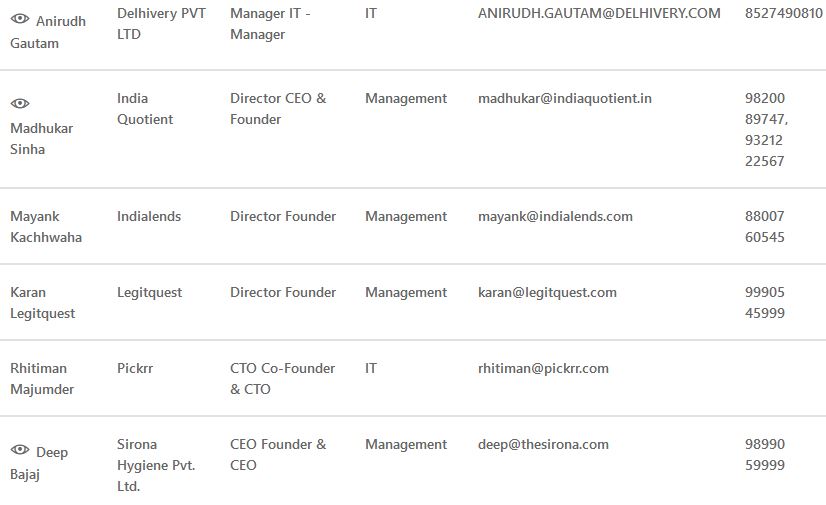 Anirudh Gautam Delhivery PVT LTD Manager IT - Manager IT ANIRUDH.GAUTAM@DELHIVERY.COM 8527490810
Madhukar Sinha India Quotient Director CEO & Founder Management madhukar@indiaquotient.in 98200 89747, 93212 22567
Mayank Kachhwaha Indialends Director Founder Management mayank@indialends.com 88007 60545
Karan Legitquest Legitquest Director Founder Management karan@legitquest.com 99905 45999
Rhitiman Majumder Pickrr CTO Co-Founder & CTO IT rhitiman@pickrr.com
Deep Bajaj Sirona Hygiene Pvt. Ltd. CEO Founder & CEO Management deep@thesirona.com 98990 59999